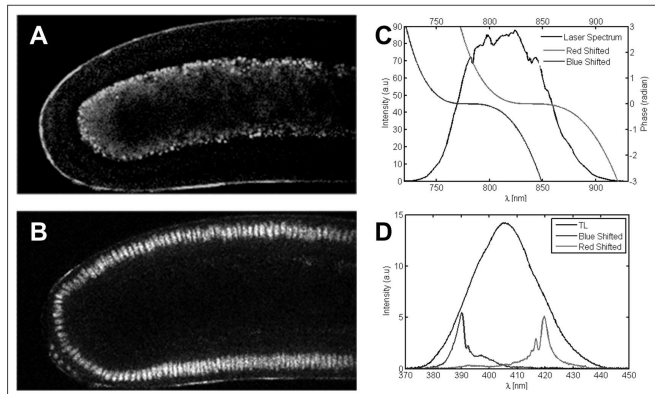 A
B
C
750 800 850 900
Laser Spectrum
Red Shifted
Blue Shifted
Intensity (a.u)
90
80
70
60
50
40
30
20
10
0
3
2
1
0
-1
-2
-3
Phase (radian)
750 800 850 900
λ [nm]
D
TL
Blue Shifted
Red Shifted
Intensity (a.u)
15
10
5
0
370 380 390 400 410 420 430 440 450
λ [nm]